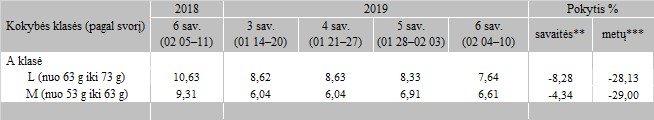 Kokybės klasės (pagal svorį) 2018 2019 Pokytis %
6 sav. (02 05–11) 3 sav. (01 14–20) 4 sav. (01 21–27) 5 sav. (01 28–02 03) 6 sav. (02 04–10) savaitės** metų***
A klasė
L (nuo 63 g iki 73 g) 10,63 8,62 8,63 8,33 7,64 -8,28 -28,13
M (nuo 53 g iki 63 g) 9,31 6,04 6,04 6,91 6,61 -4,34 -29,00